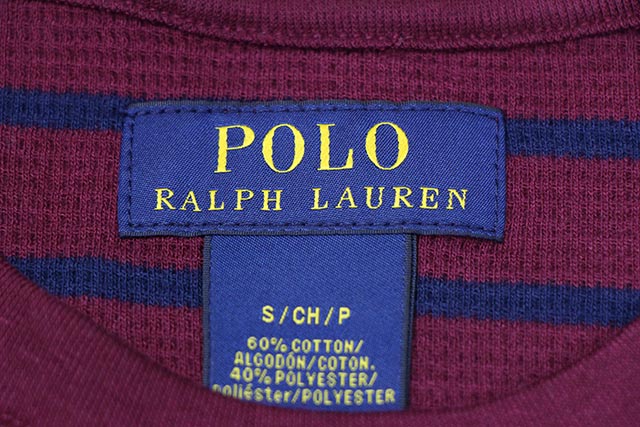 POLO
RALPH LAUREN
S/CH/P
60% COTTON/
ALGODÓN/COTON.
40% POLYESTER/
poliéster/POLYESTER